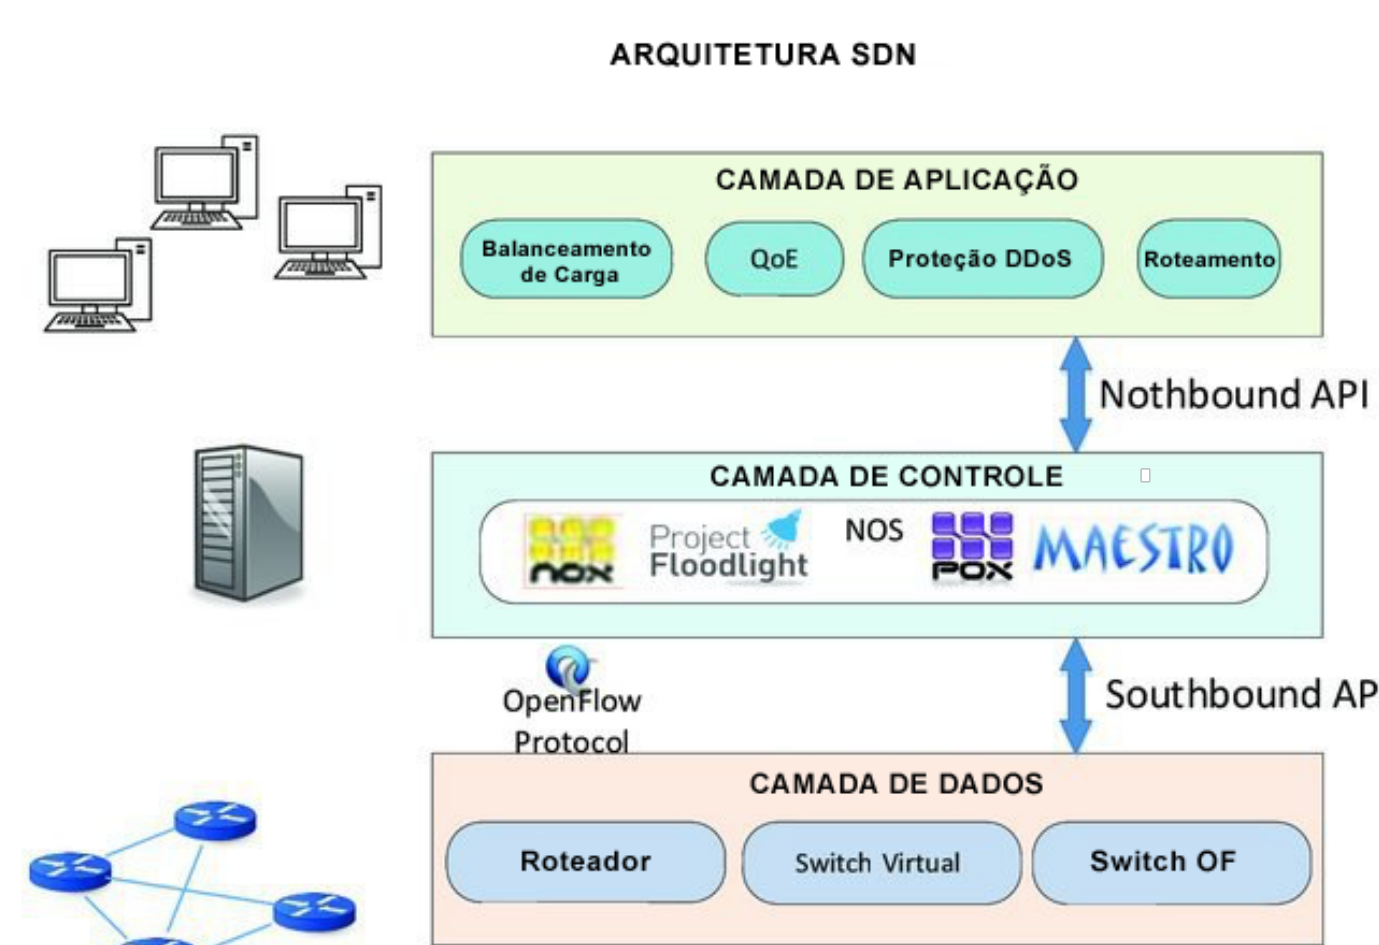 ARQUITETURA SDN
CAMADA DE APLICAÇÃO
Balanceamento
de Carga
QoE
Proteção DDoS
Roteamento
Nothbound API
CAMADA DE CONTROLE
nox
Project
Floodlight
NOS
POX
MAESTRO
OpenFlow
Protocol
Southbound AP
CAMADA DE DADOS
Roteador
Switch Virtual
Switch OF